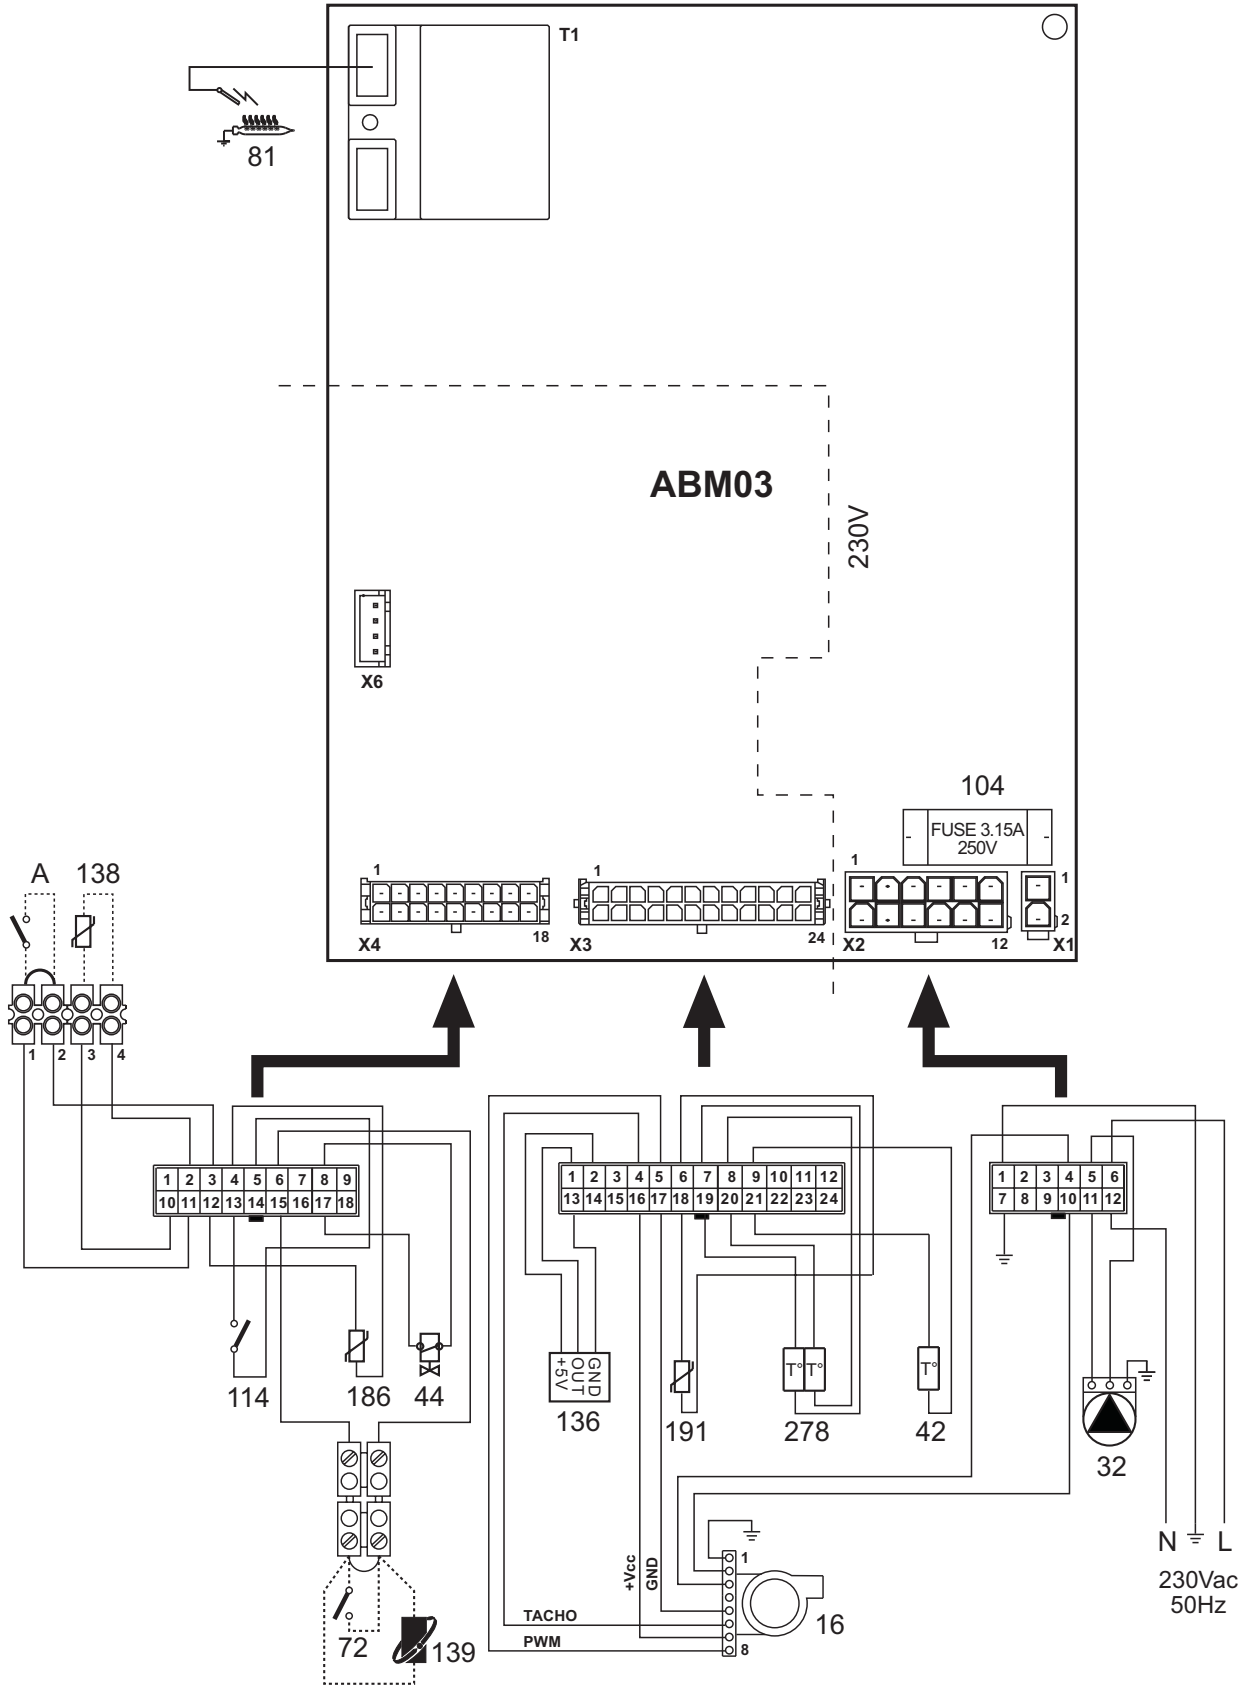 T1
81
ABM03
230V
X6
104
FUSE 3.15A
250V
A 138
1
18
X4
1
24
X3
1
12
X2
1
2
X1
1 2 3 4
1 2 3 4 5 6 7 8 9
10 11 12 13 14 15 16 17 18
1 2 3 4 5 6 7 8 9 10 11 12
13 14 15 16 17 18 19 20 21 22 23 24
1 2 3 4 5 6
7 8 9 10 11 12
114
186
44
GND
OUT
+5V
136
191
T° T°
278
T°
42
32
N L
230Vac
50Hz
+Vcc
GND
TACHO
PWM
1
8
16
72
139